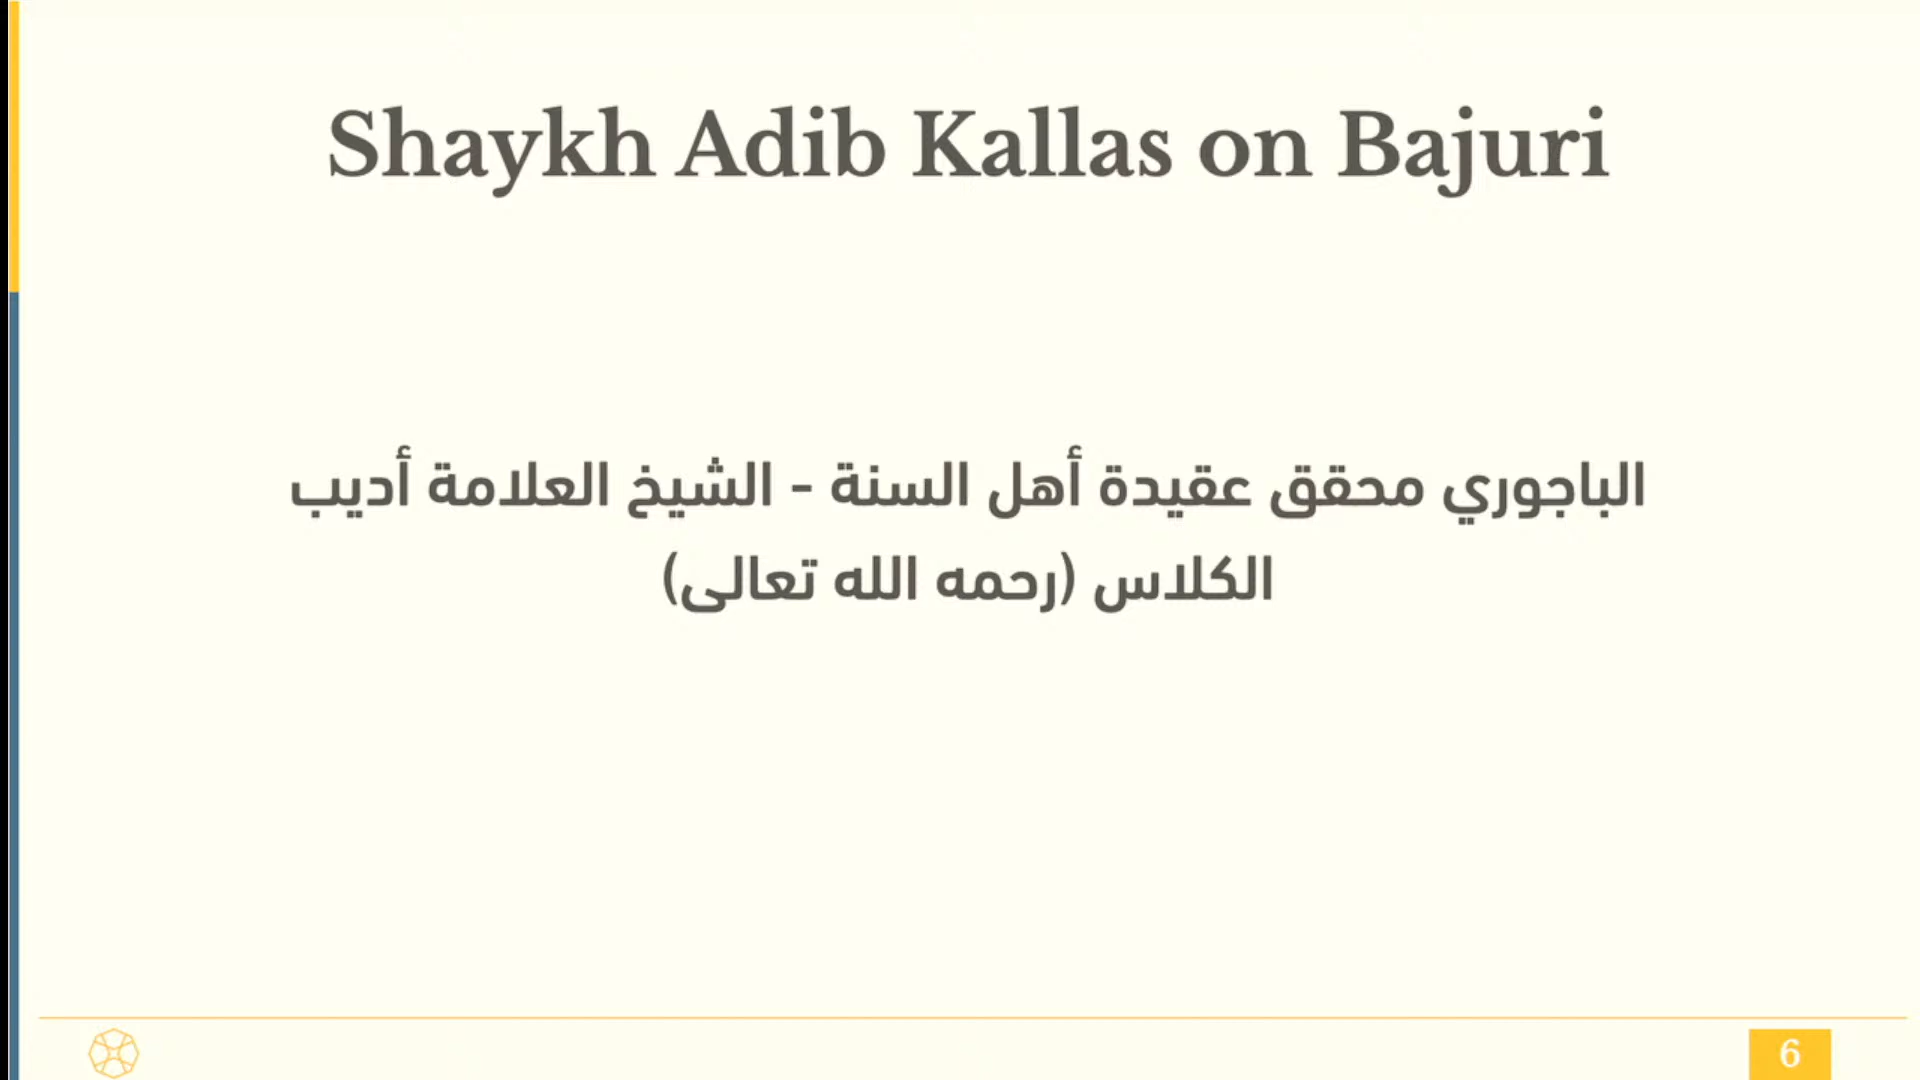 Shaykh Adib Kallas on Bajuri
الباجوري محقق عقيدة أهل السنة - الشيخ العلامة أديب
الكلاس (رحمه الله تعالى)
6